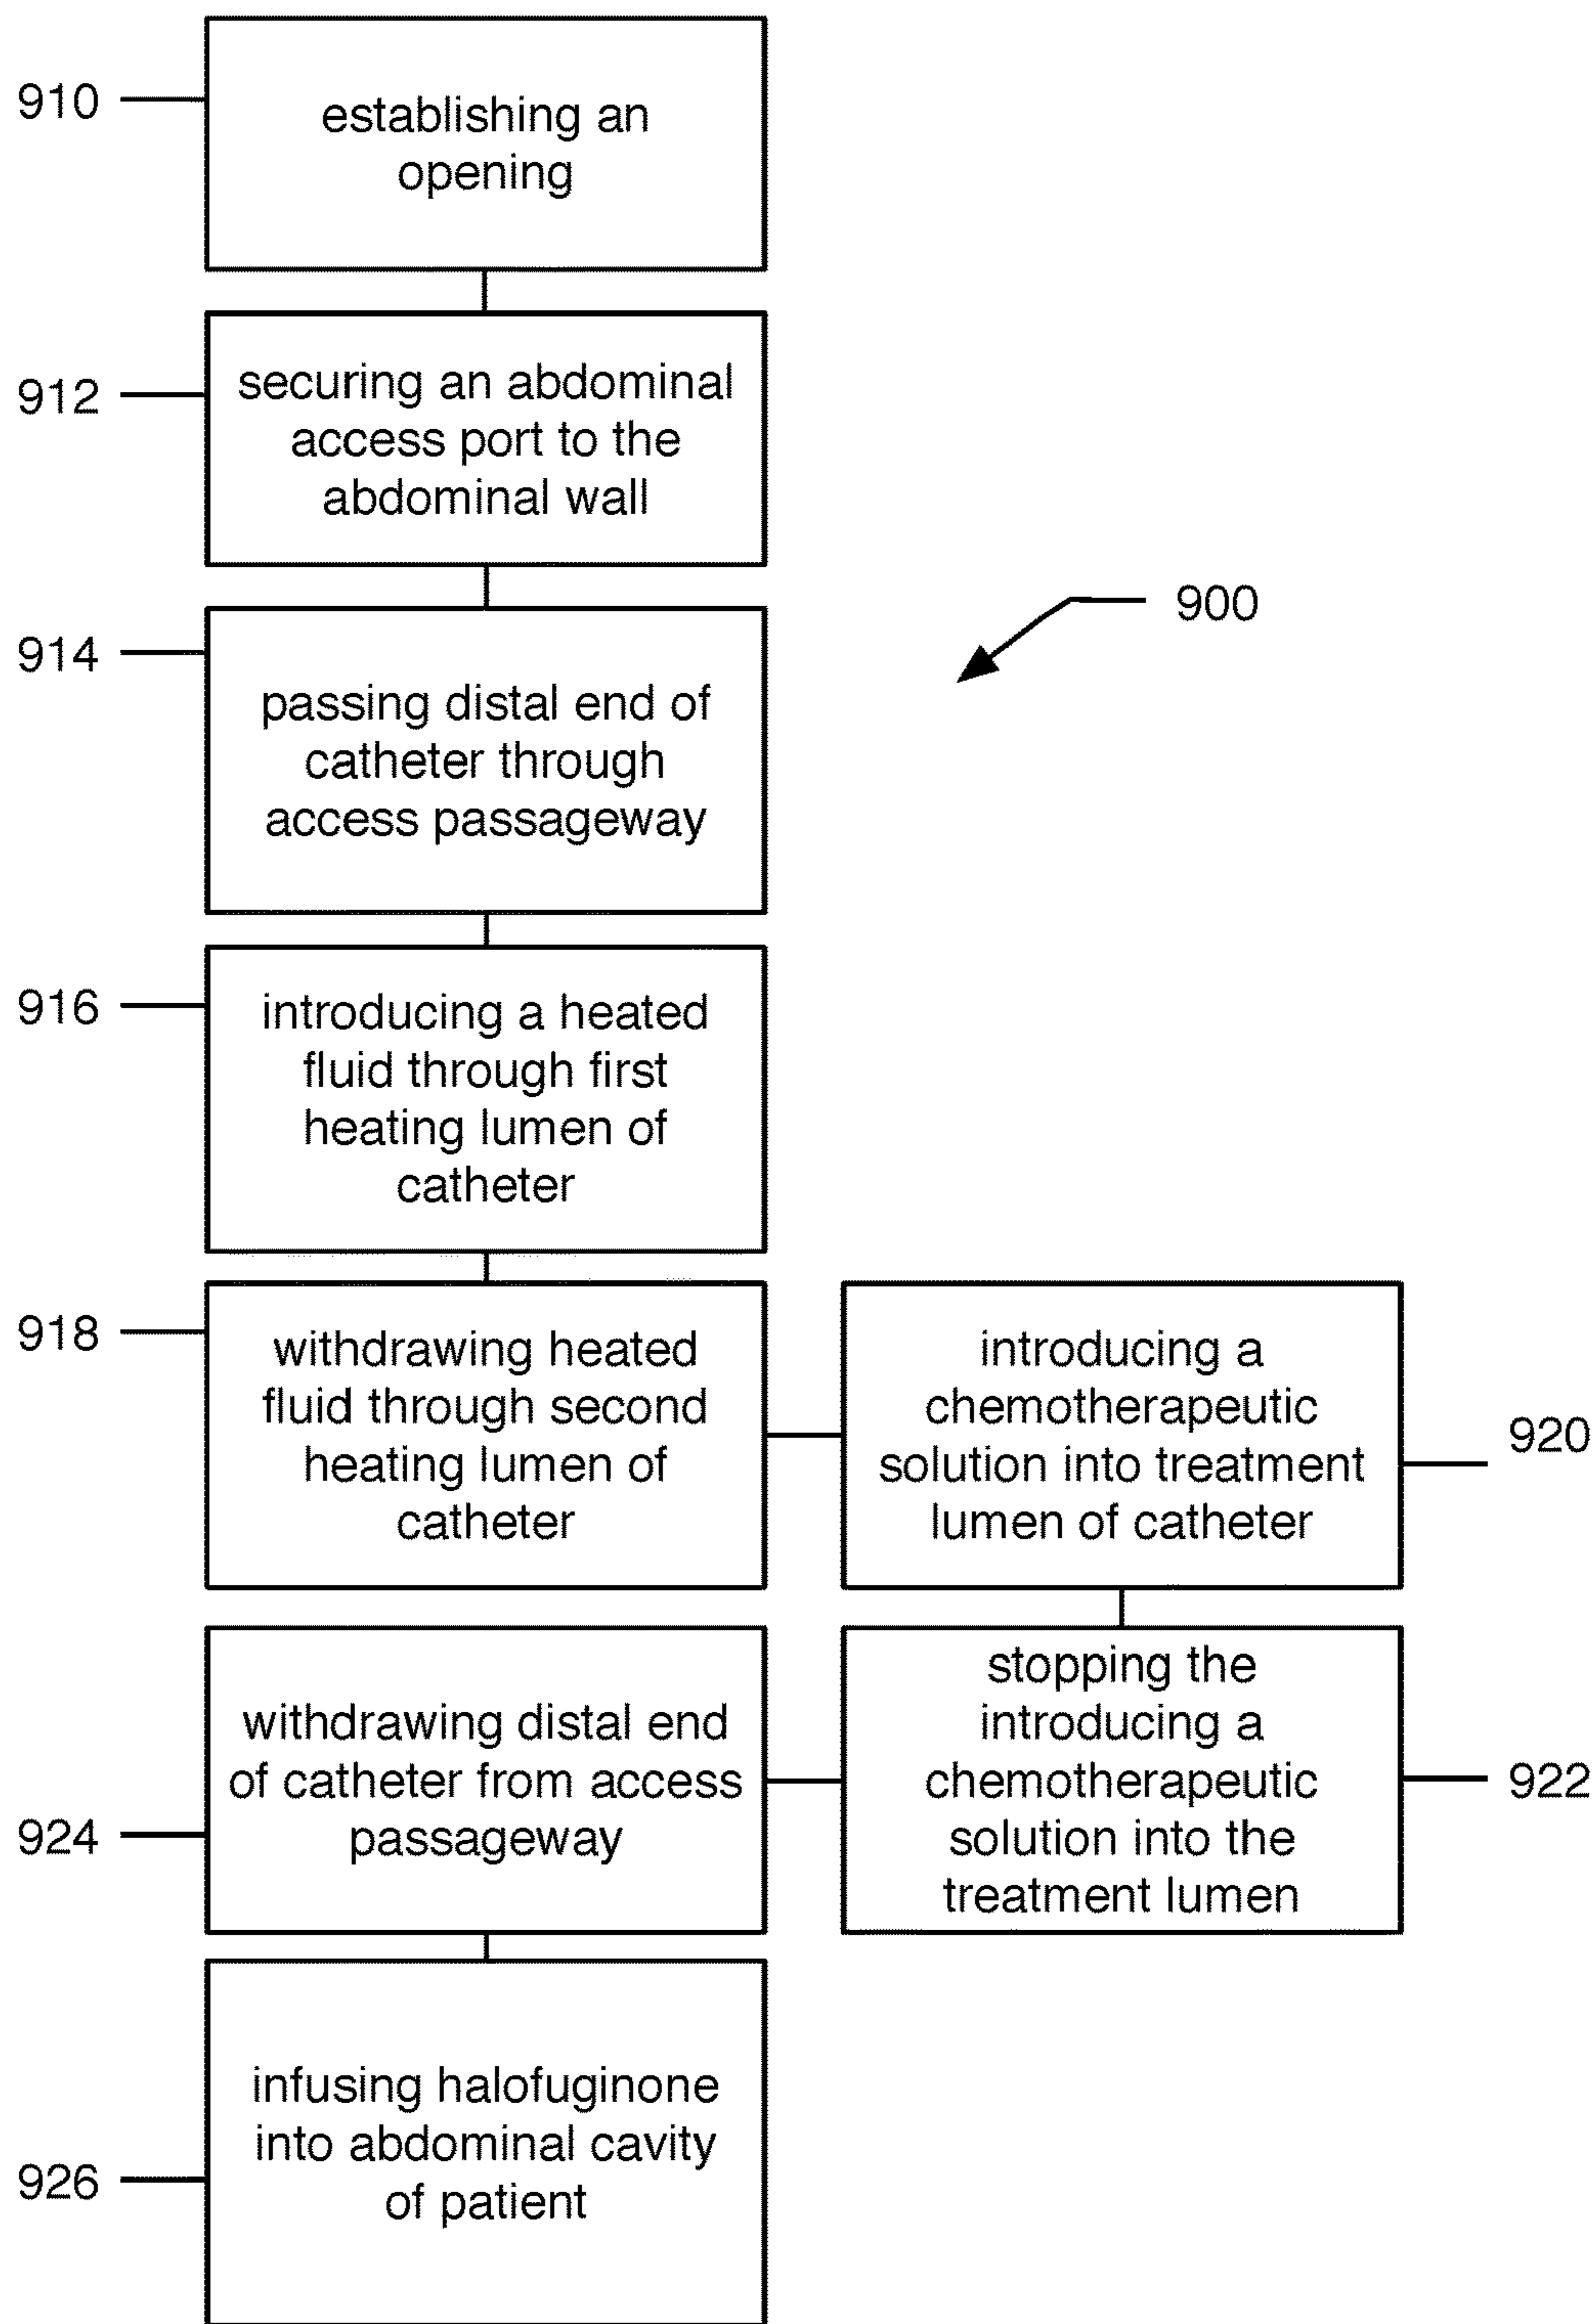 910
establishing an
opening
912
securing an abdominal
access port to the
abdominal wall
900
914
passing distal end of
catheter through
access passageway
916
introducing a heated
fluid through first
heating lumen of
catheter
918
withdrawing heated
fluid through second
heating lumen of
catheter
introducing a
chemotherapeutic
solution into treatment
lumen of catheter
920
stopping the
introducing a
chemotherapeutic
solution into the
treatment lumen
922
withdrawing distal end
of catheter from access
passageway
924
infusing halofuginone
into abdominal cavity
of patient
926